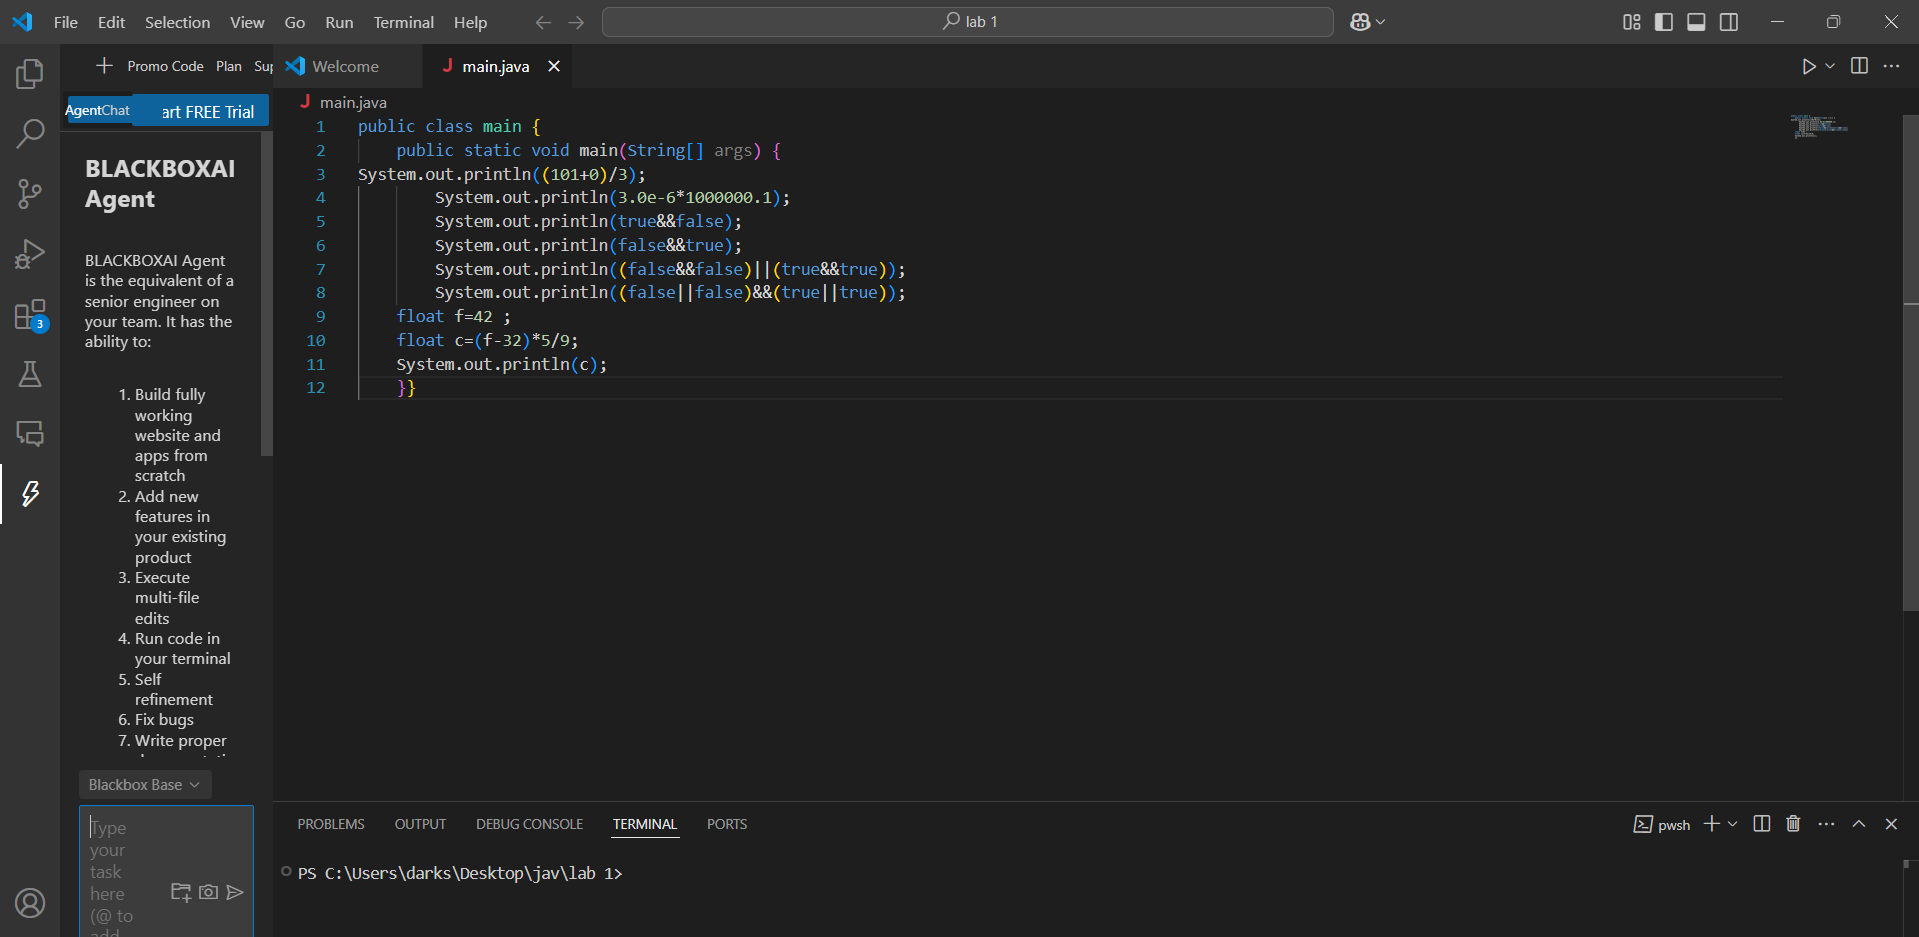 File Edit Selection View Go Run Terminal Help
lab 1
Promo Code Plan Sup
AgentChat art FREE Trial
BLACKBOXAI
Agent
BLACKBOXAI Agent
is the equivalent of a
senior engineer on
your team. It has the
ability to:
1. Build fully
working
website and
apps from
scratch
2. Add new
features in
your existing
product
3. Execute
multi-file
edits
4. Run code in
your terminal
5. Self
refinement
6. Fix bugs
7. Write proper
Blackbox Base
Type
your
task
here
(@ to
add
3
Welcome
J main.java
J main.java
1 public class main {
2 public static void main(String[] args) {
3 System.out.println((101+0)/3);
4 System.out.println(3.0e-6*1000000.1);
5 System.out.println(true&&false);
6 System.out.println(false&&true);
7 System.out.println((false&&false)||(true&&true));
8 System.out.println((false||false)&&(true||true));
9 float f=42 ;
10 float c=(f-32)*5/9;
11 System.out.println(c);
12 }}
PROBLEMS OUTPUT DEBUG CONSOLE TERMINAL PORTS
pwsh
PS C:\Users\darks\Desktop\jav\lab 1>